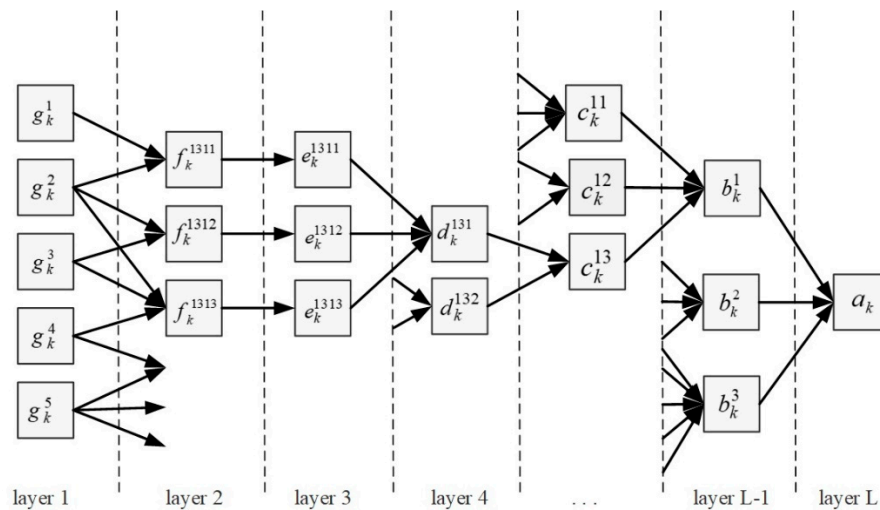 g_k^1
g_k^2
g_k^3
g_k^4
g_k^5
f_k^{1311}
f_k^{1312}
f_k^{1313}
e_k^{1311}
e_k^{1312}
e_k^{1313}
d_k^{131}
d_k^{132}
c_k^{11}
c_k^{12}
c_k^{13}
b_k^1
b_k^2
b_k^3
a_k
layer 1 layer 2 layer 3 layer 4 ... layer L-1 layer L